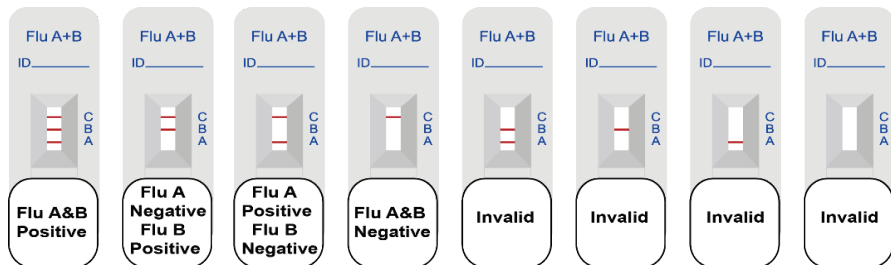 Flu A+B
ID
C
B
A
Flu A&B
Positive
Flu A+B
ID
C
B
A
Flu A
Negative
Flu B
Positive
Flu A+B
ID
C
B
A
Flu A
Positive
Flu B
Negative
Flu A+B
ID
C
B
A
Flu A&B
Negative
Flu A+B
ID
C
B
A
Invalid
Flu A+B
ID
C
B
A
Invalid
Flu A+B
ID
C
B
A
Invalid
Flu A+B
ID
C
B
A
Invalid